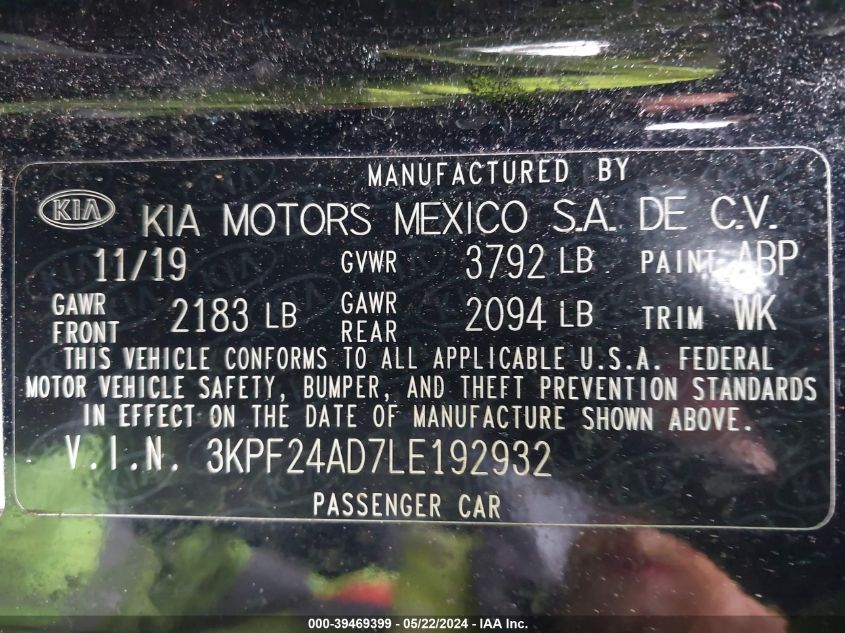 MANUFACTURED BY
KIA KIA MOTORS MEXICO S.A. DE C.V.
11/19 GVWR 3792 LB PAINT ABP
GAWR FRONT 2183 LB GAWR REAR 2094 LB TRIM WK
THIS VEHICLE CONFORMS TO ALL APPLICABLE U.S.A. FEDERAL
MOTOR VEHICLE SAFETY, BUMPER, AND THEFT PREVENTION STANDARDS
IN EFFECT ON THE DATE OF MANUFACTURE SHOWN ABOVE.
V.I.N. 3KPF24AD7LE192932
PASSENGER CAR
000-39469399 - 05/22/2024 - IAA Inc.